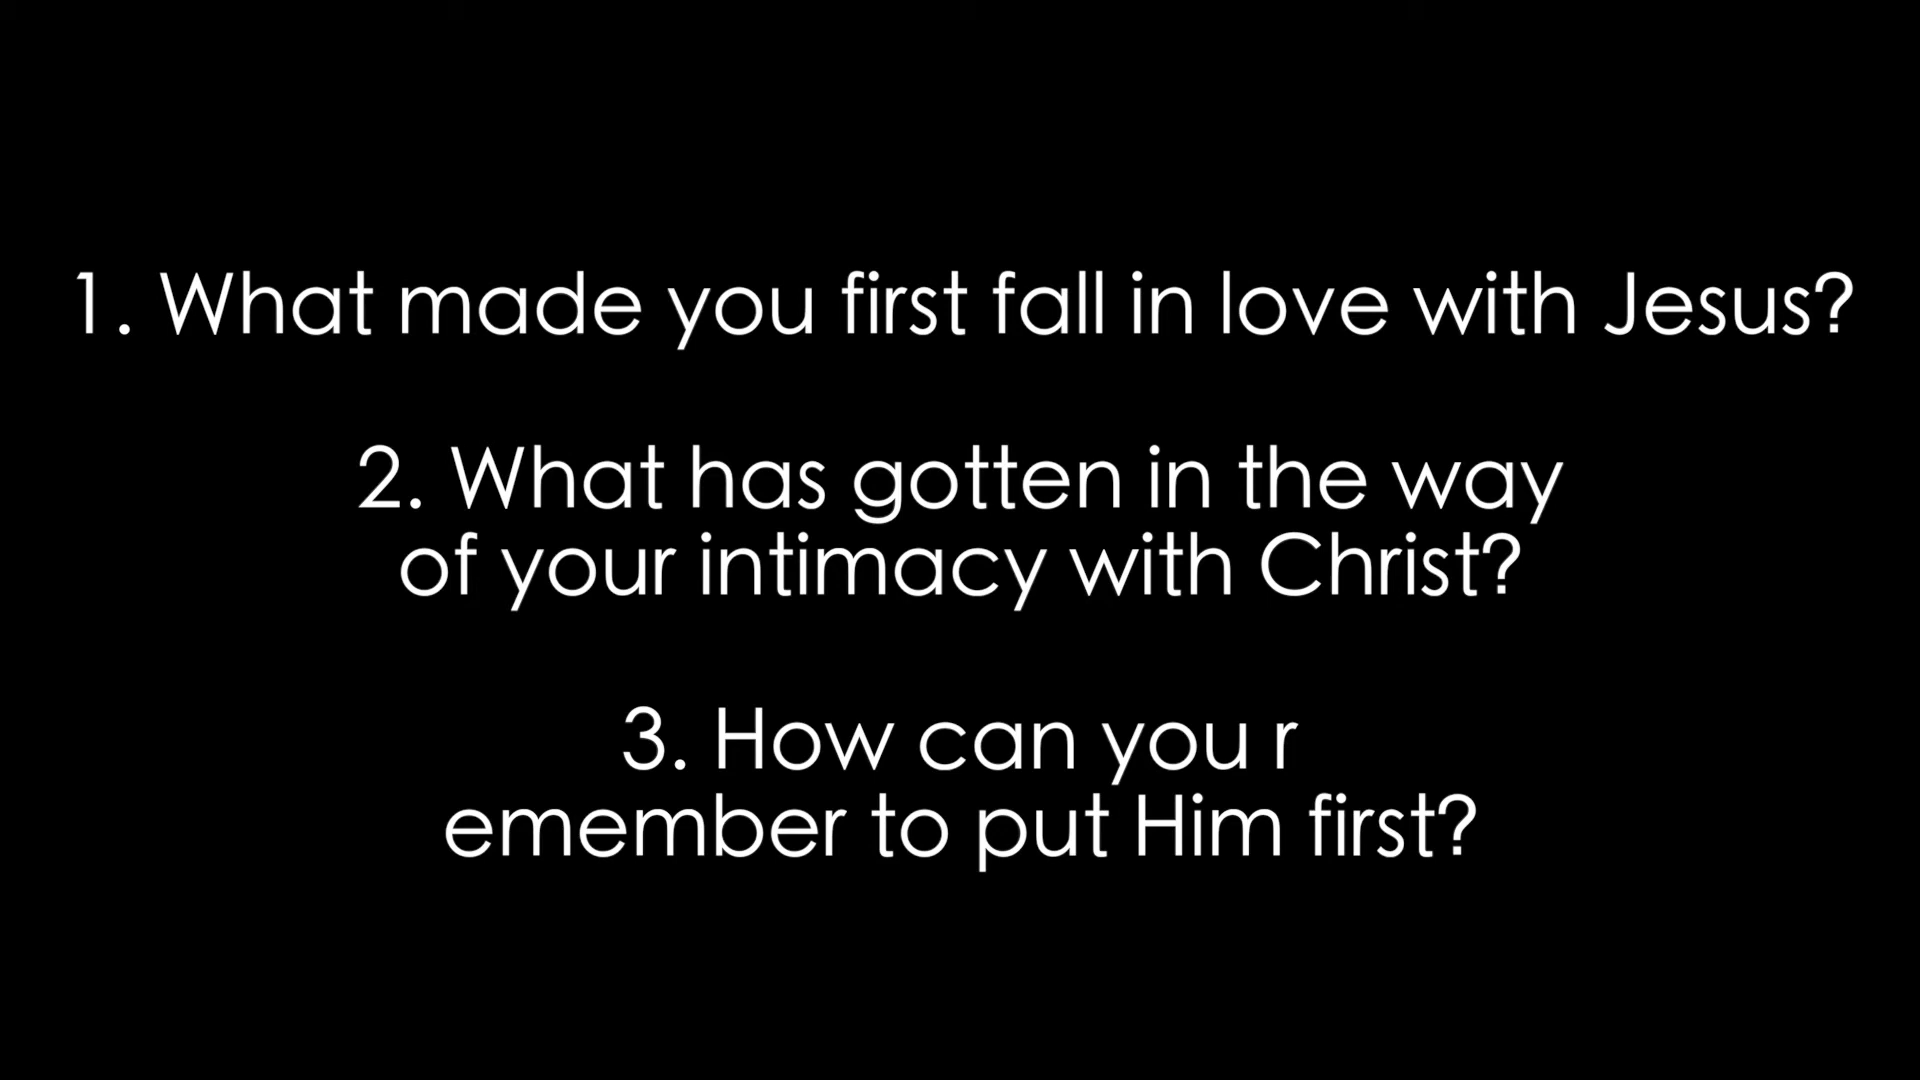 1. What made you first fall in love with Jesus?
2. What has gotten in the way
of your intimacy with Christ?
3. How can you r
emember to put Him first?